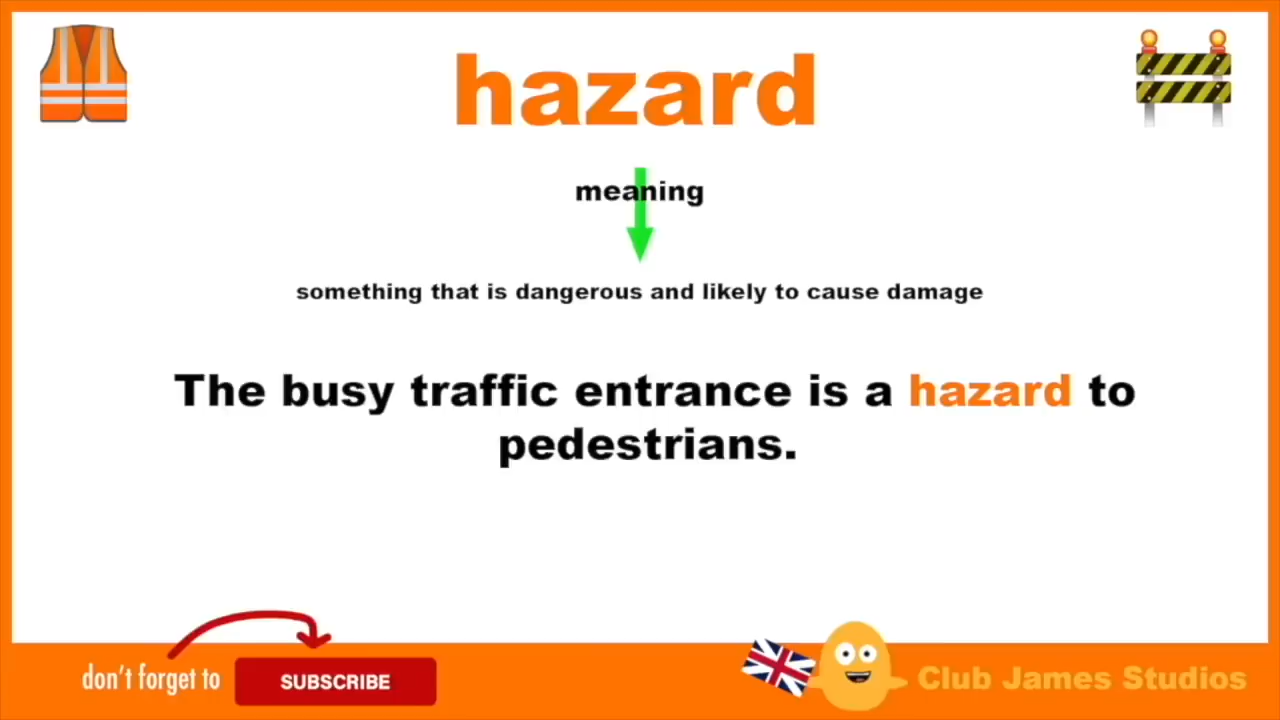 hazard
meaning
something that is dangerous and likely to cause damage
The busy traffic entrance is a hazard to
pedestrians.
don't forget to
SUBSCRIBE
Club James Studios